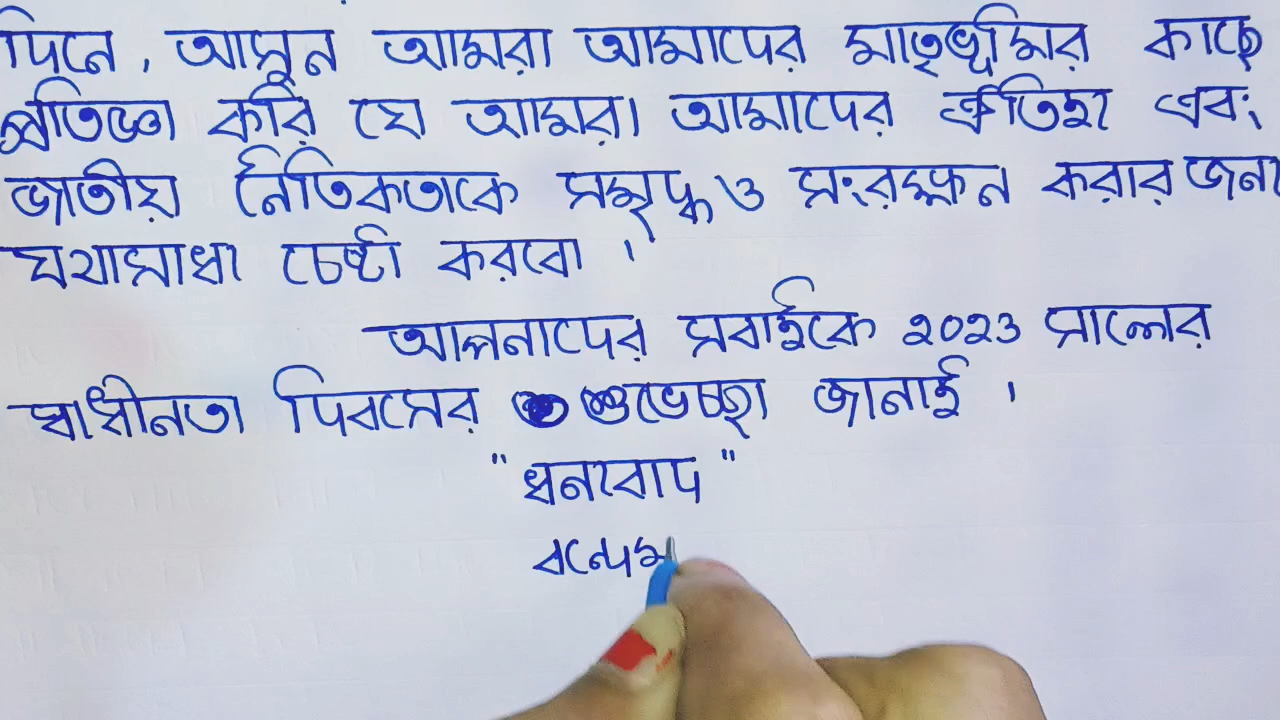 দিনে, আসুন আমরা আমাদের মাতৃভূমির কাছে
প্রতিজ্ঞা করি যে আমরা আমাদের ঐতিহ্য এবং
জাতীয় নৈতিকতাকে সমৃদ্ধ ও সংরক্ষন করার জন্য
যথাসাধ্য চেষ্টা করবো ।
আপনাদের সবাইকে ২০২৩ সালের
স্বাধীনতা দিবসের শুভেচ্ছা জানাই ।
"ধন্যবাদ"
বন্দেম